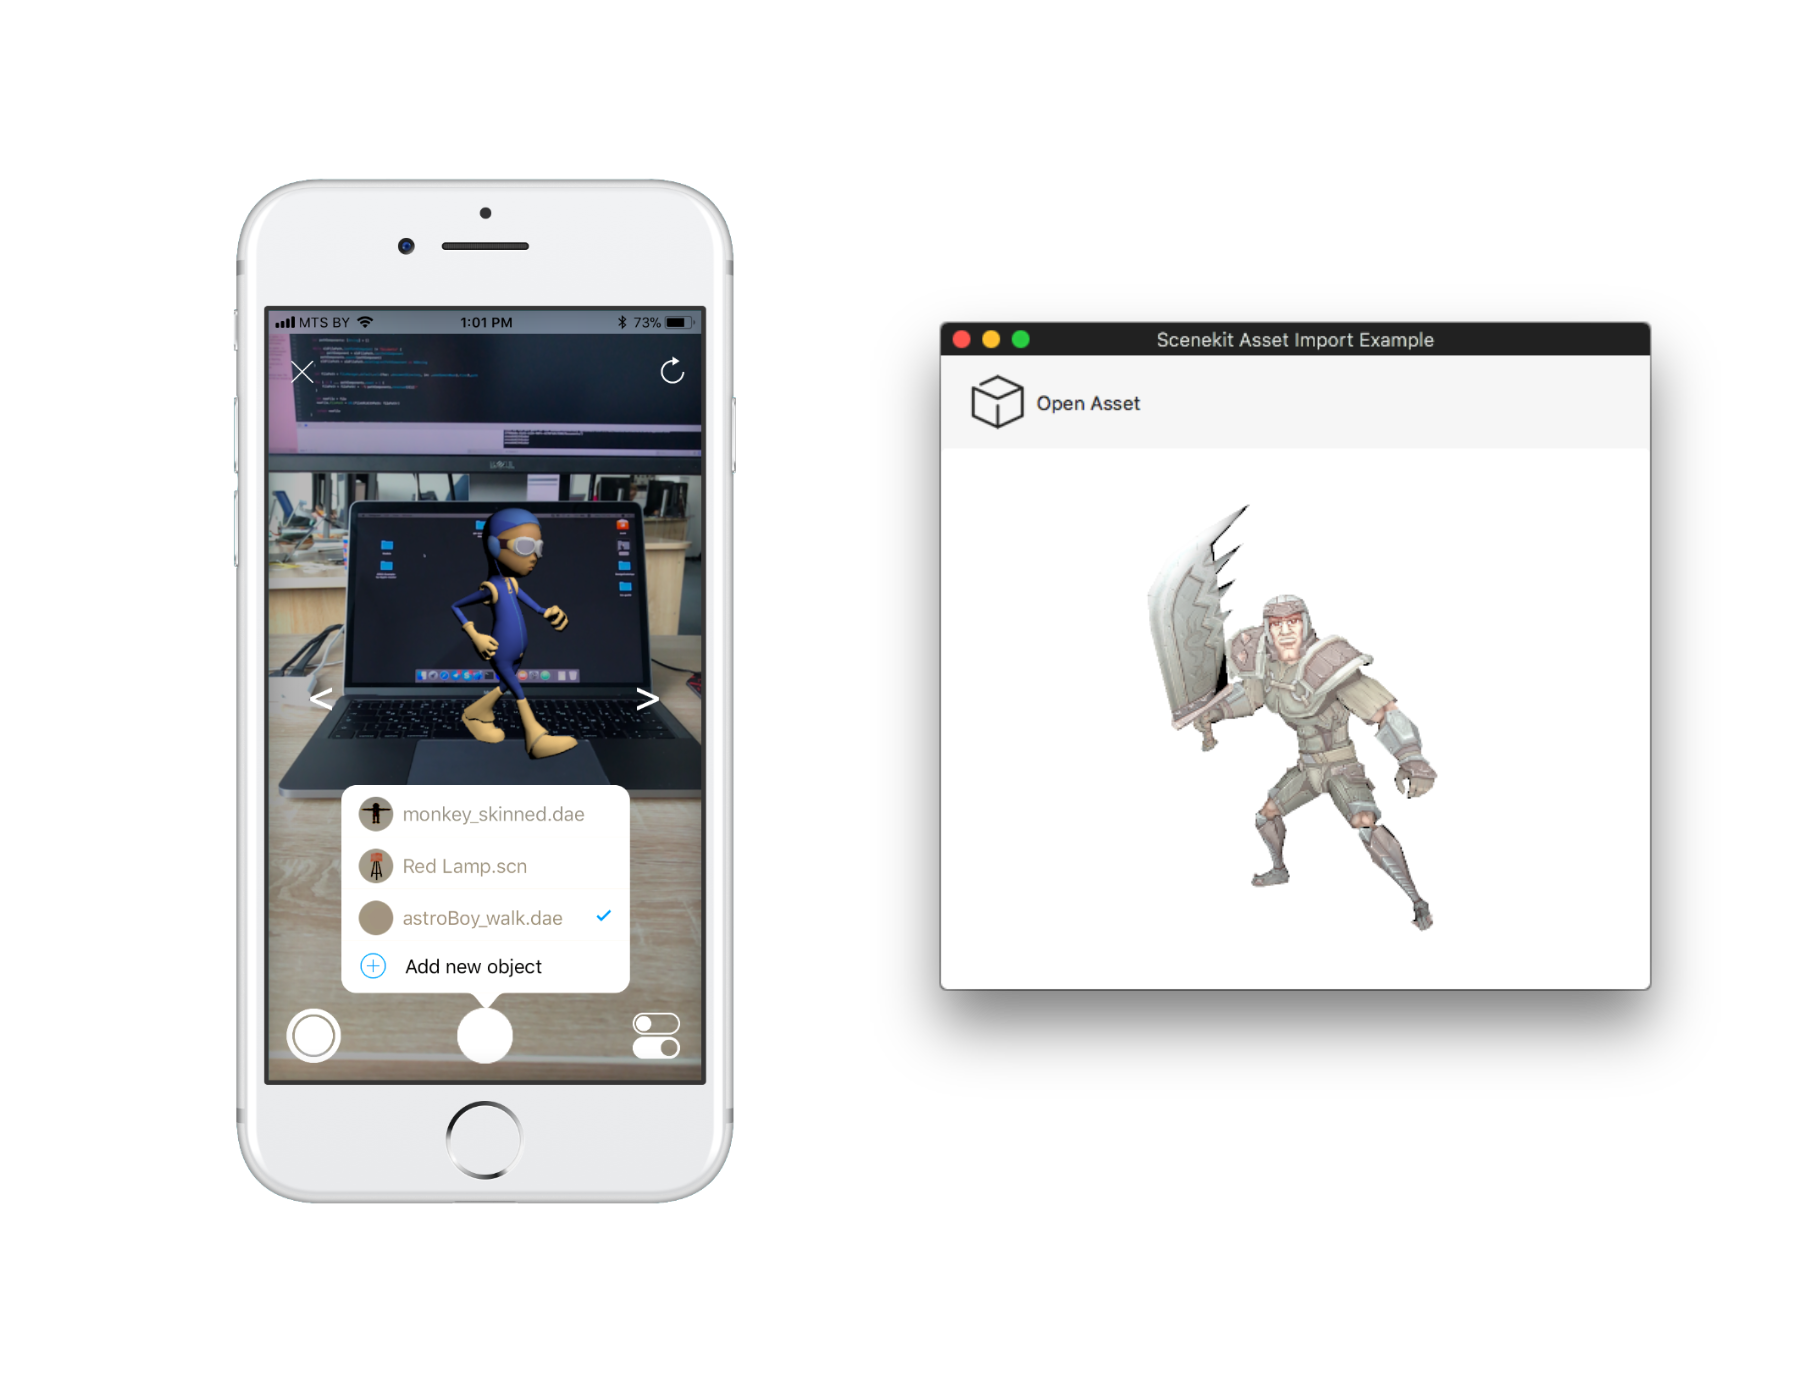 MTS BY
1:01 PM
73%
<
>
monkey_skinned.dae
Red Lamp.scn
astroBoy_walk.dae
Add new object
Scenekit Asset Import Example
Open Asset